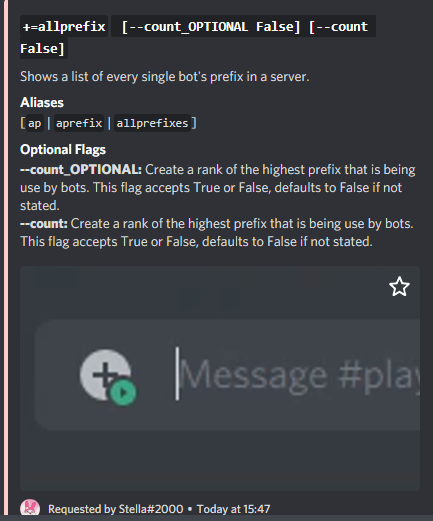 +=allprefix [--count_OPTIONAL False] [--count
False]
Shows a list of every single bot's prefix in a server.
Aliases
[ap|aprefix|allprefixes]
Optional Flags
--count_OPTIONAL: Create a rank of the highest prefix that is being
use by bots. This flag accepts True or False, defaults to False if not
stated.
--count: Create a rank of the highest prefix that is being use by bots.
This flag accepts True or False, defaults to False if not stated.
Message #play
Requested by Stella#2000 • Today at 15:47